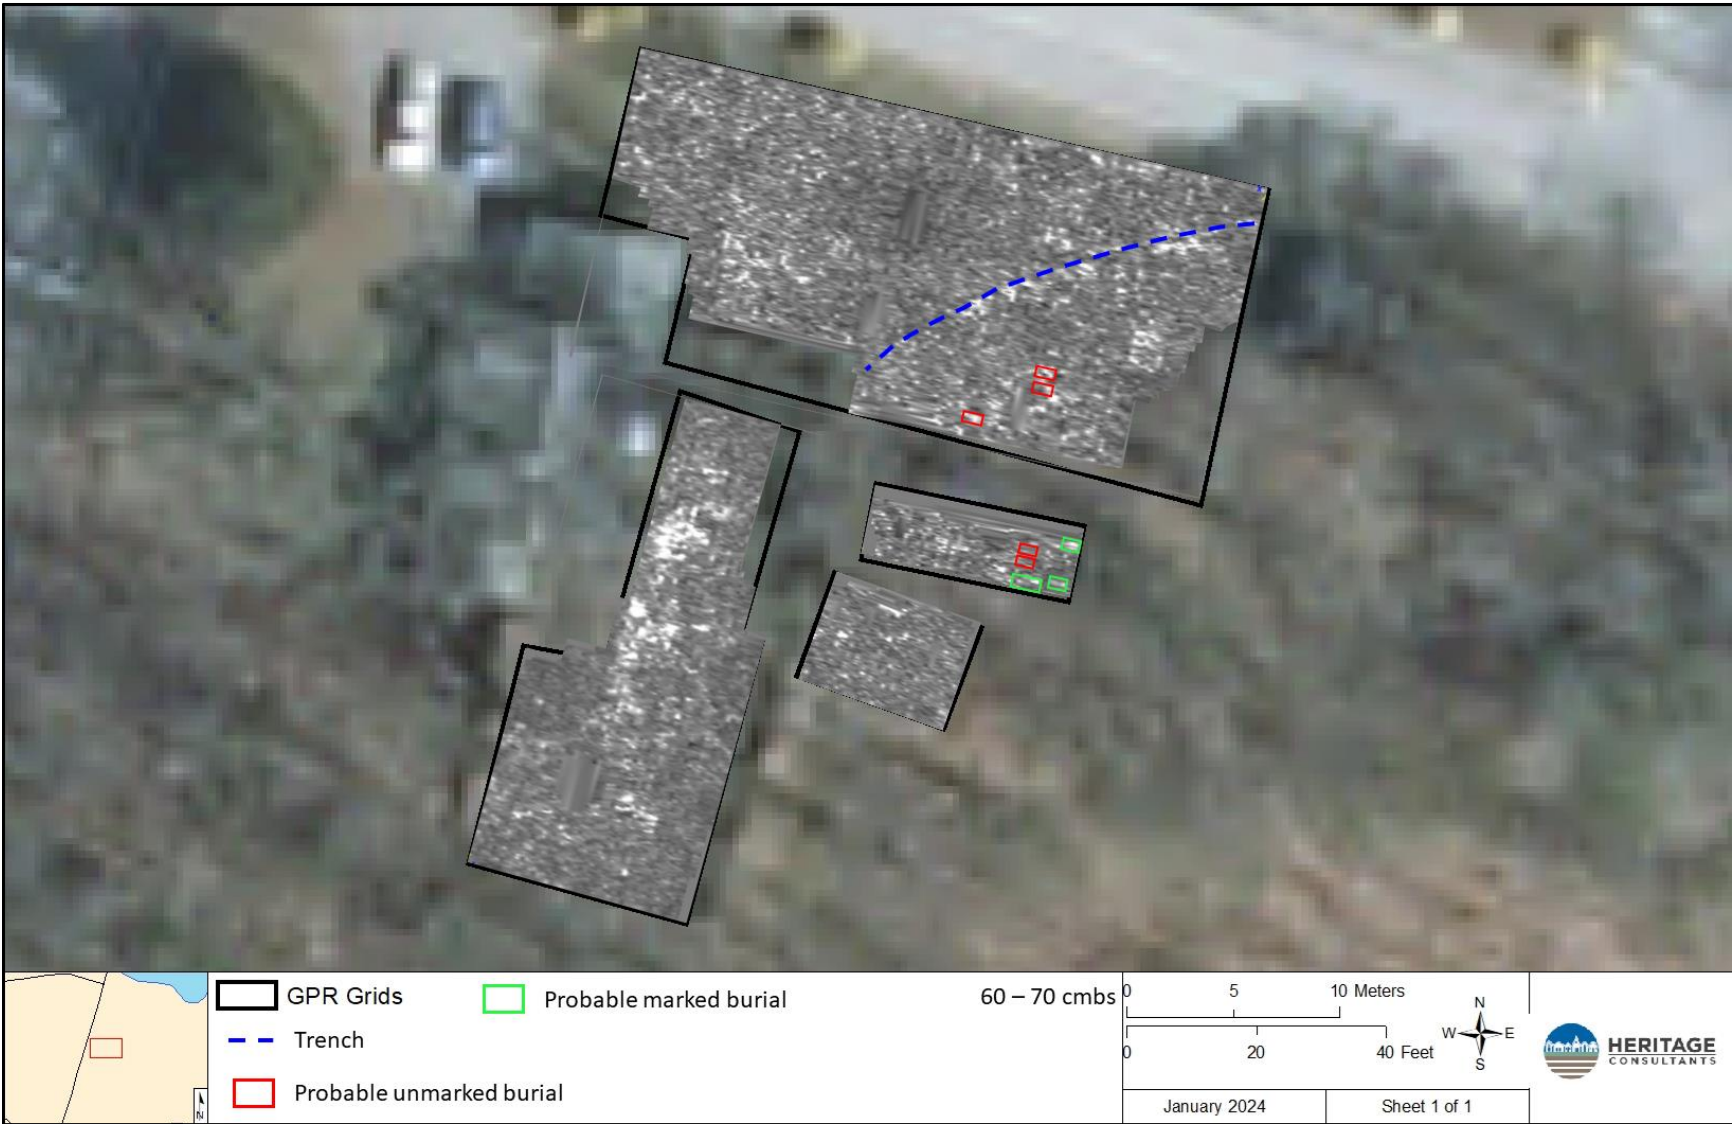 GPR Grids
Probable marked burial
60 – 70 cmbs
Trench
Probable unmarked burial
0 5 10 Meters
0 20 40 Feet
N
W E
S
N
January 2024
Sheet 1 of 1
HERITAGE
CONSULTANTS